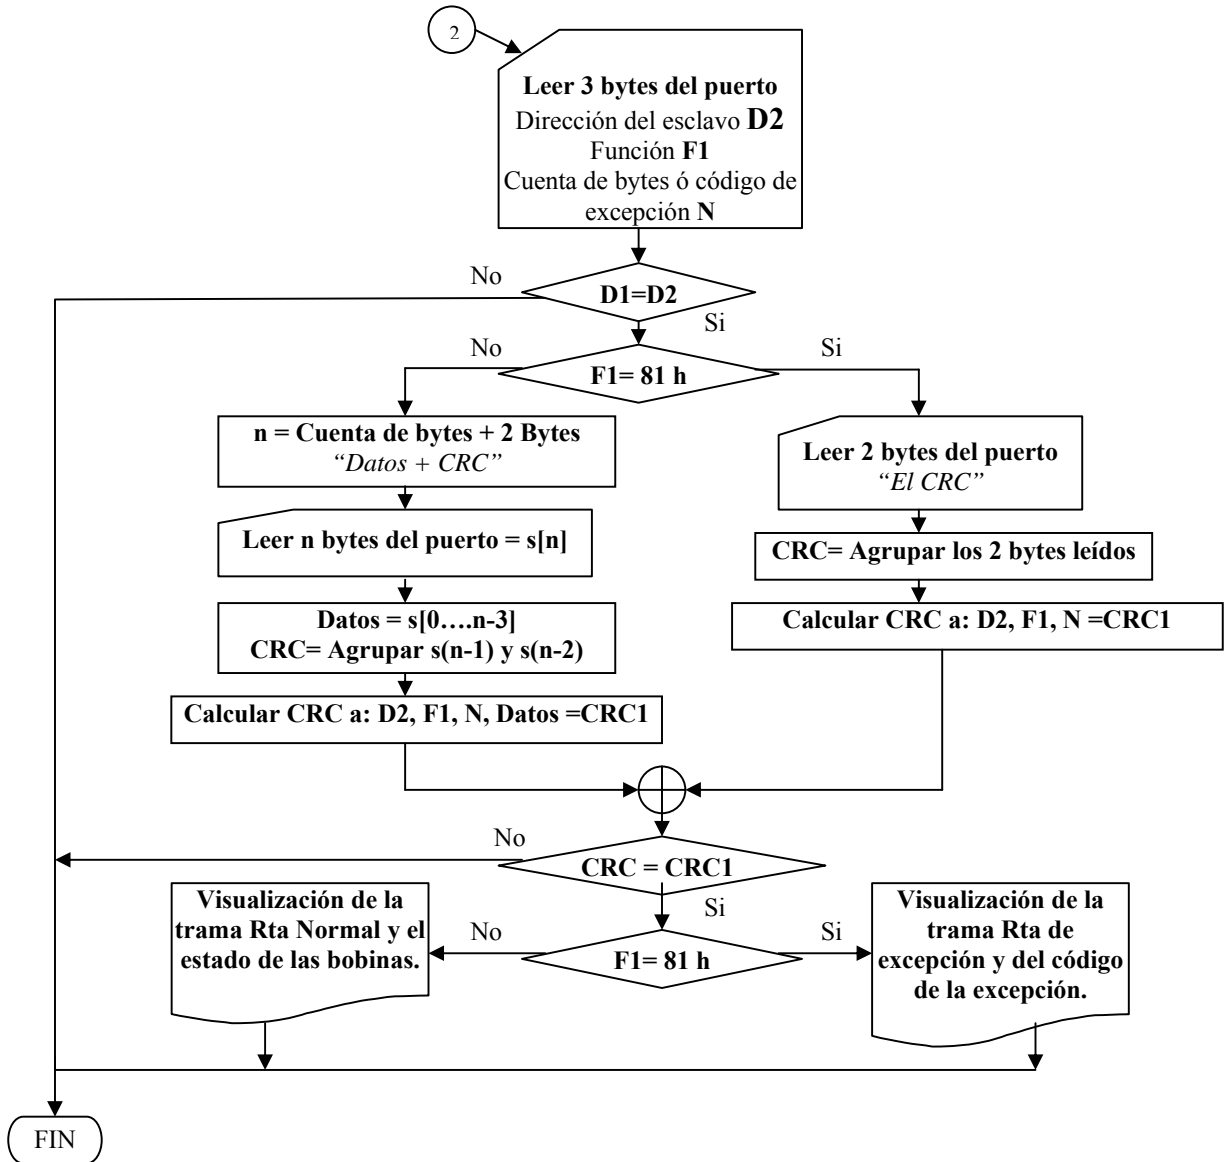 2
Leer 3 bytes del puerto
Dirección del esclavo D2
Función F1
Cuenta de bytes ó código de
excepción N
No
D1=D2
Si
No
F1= 81 h
Si
n = Cuenta de bytes + 2 Bytes
“Datos + CRC”
Leer 2 bytes del puerto
“El CRC”
Leer n bytes del puerto = s[n]
CRC= Agrupar los 2 bytes leídos
Datos = s[0….n-3]
CRC= Agrupar s(n-1) y s(n-2)
Calcular CRC a: D2, F1, N =CRC1
Calcular CRC a: D2, F1, N, Datos =CRC1
No
CRC = CRC1
Si
Visualización de la
trama Rta Normal y el
estado de las bobinas.
No
F1= 81 h
Si
Visualización de la
trama Rta de
excepción y del código
de la excepción.
FIN